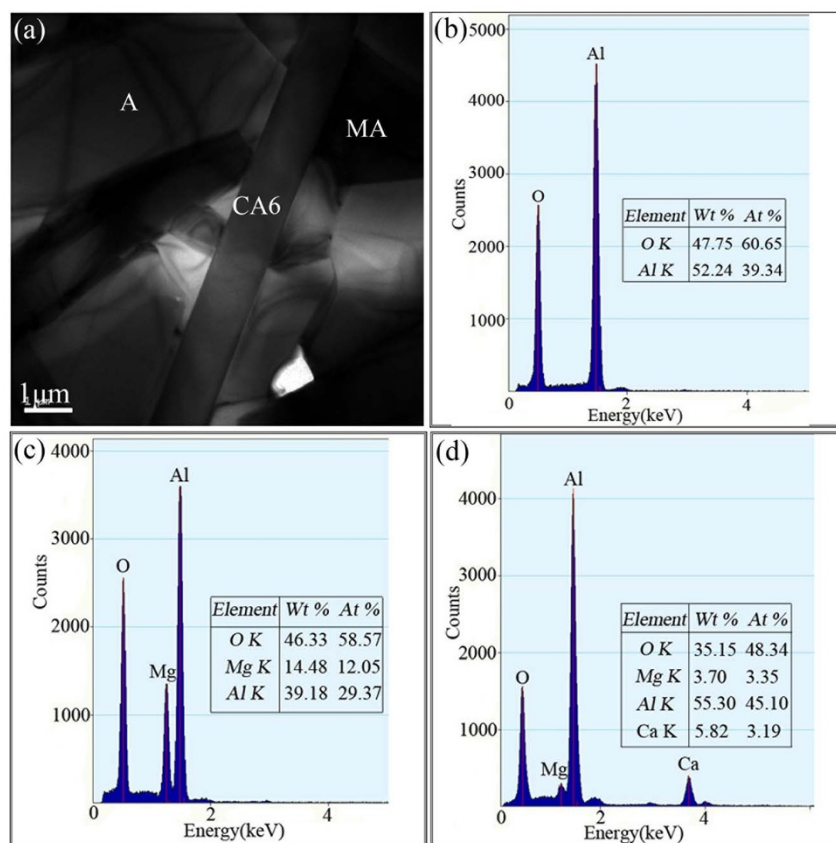 (a)
A
MA
CA6
1μm
1 μm
(b)
5000
4000
3000
2000
1000
0
2
4
Counts
Energy(keV)
O
Al
Element Wt % At %
O K 47.75 60.65
Al K 52.24 39.34
(c)
4000
3000
2000
1000
0
2
4
Counts
Energy(keV)
O
Mg
Al
Element Wt % At %
O K 46.33 58.57
Mg K 14.48 12.05
Al K 39.18 29.37
(d)
4000
3000
2000
1000
0
2
4
Counts
Energy(keV)
O
Mg
Al
Ca
Element Wt % At %
O K 35.15 48.34
Mg K 3.70 3.35
Al K 55.30 45.10
Ca K 5.82 3.19